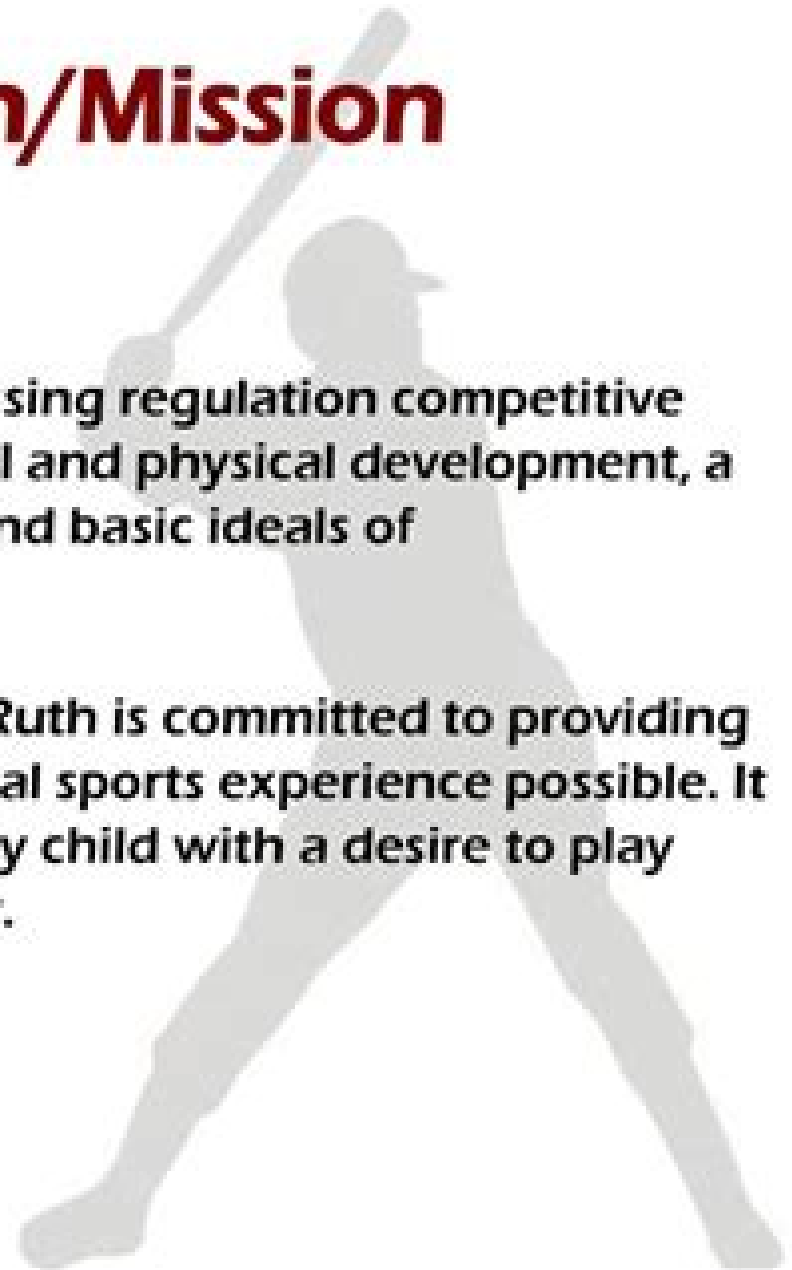 n/Mission
sing regulation competitive
l and physical development, a
nd basic ideals of
Ruth is committed to providing
al sports experience possible. It
y child with a desire to play
.